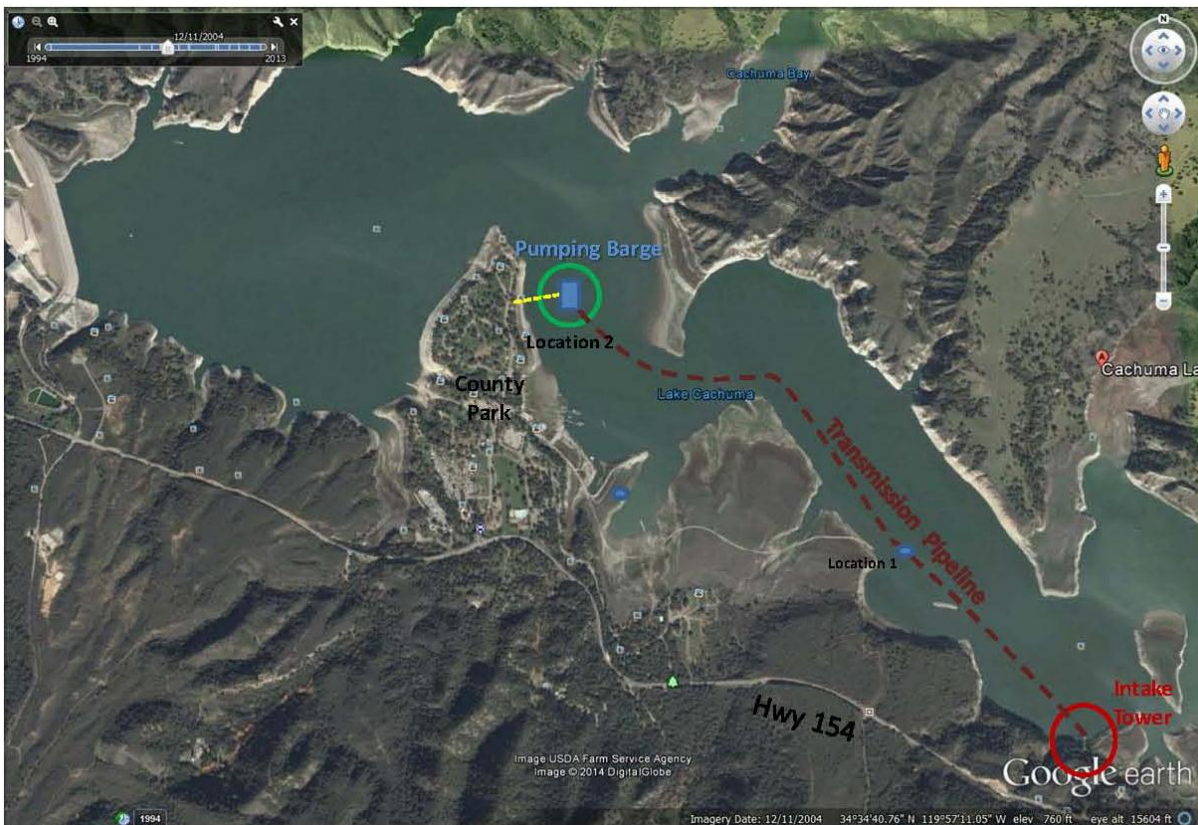 12/11/2004
1994
2013
N
Cachuma Bay
Pumping Barge
Location 2
County
Park
Lake Cachuma
A
Cachuma La
Transmission Pipeline
Location 1
Hwy 154
Intake
Tower
Image USDA Farm Service Agency
Image © 2014 DigitalGlobe
Google earth
1994
Imagery Date: 12/11/2004 34°34'40.76" N 119°57'11.05" W elev 760 ft eye alt 15604 ft